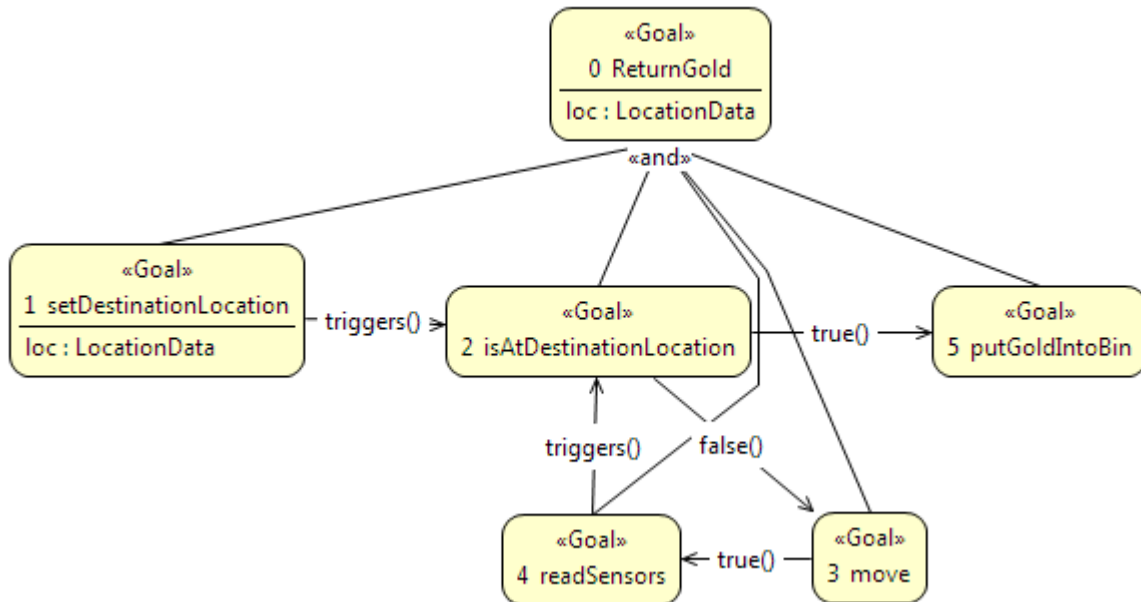 «Goal»
0 ReturnGold
loc : LocationData
«and»
«Goal»
1 setDestinationLocation
loc : LocationData
triggers()
«Goal»
2 isAtDestinationLocation
true()
«Goal»
5 putGoldIntoBin
triggers()
false()
«Goal»
4 readSensors
true()
«Goal»
3 move